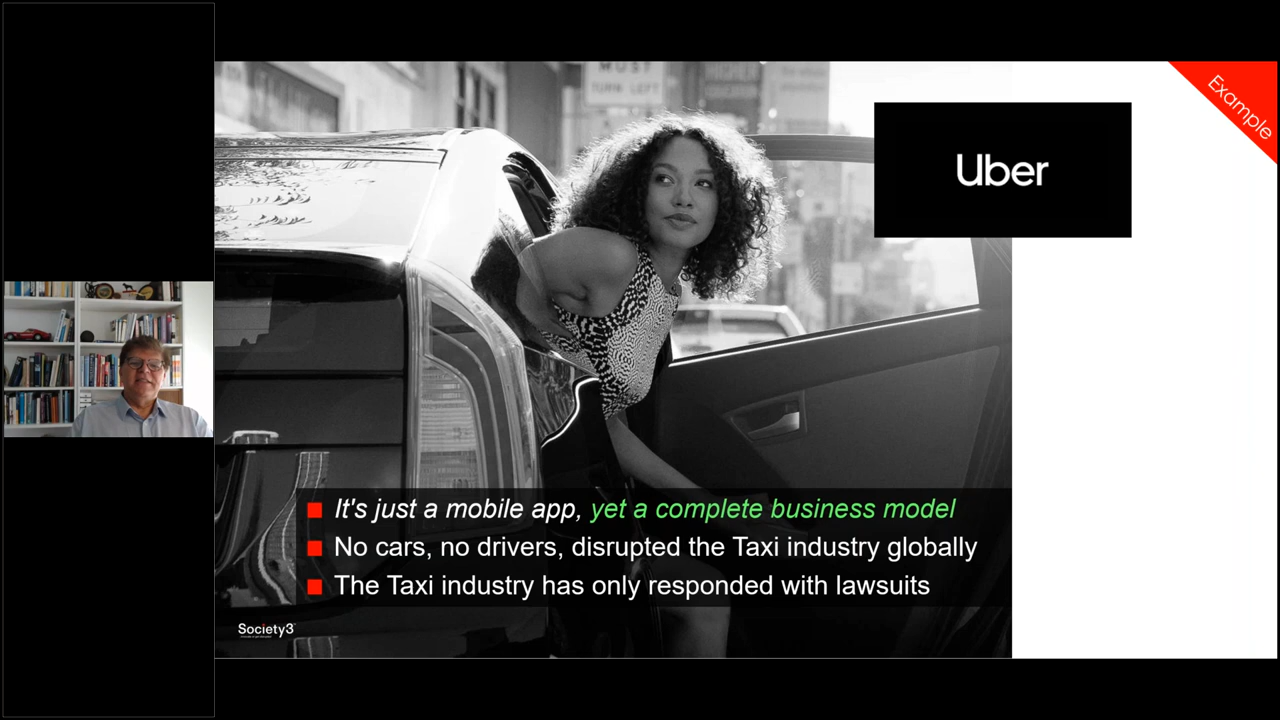 MUST
TURN LEFT
Example
Uber
It's just a mobile app, yet a complete business model
No cars, no drivers, disrupted the Taxi industry globally
The Taxi industry has only responded with lawsuits
Society3